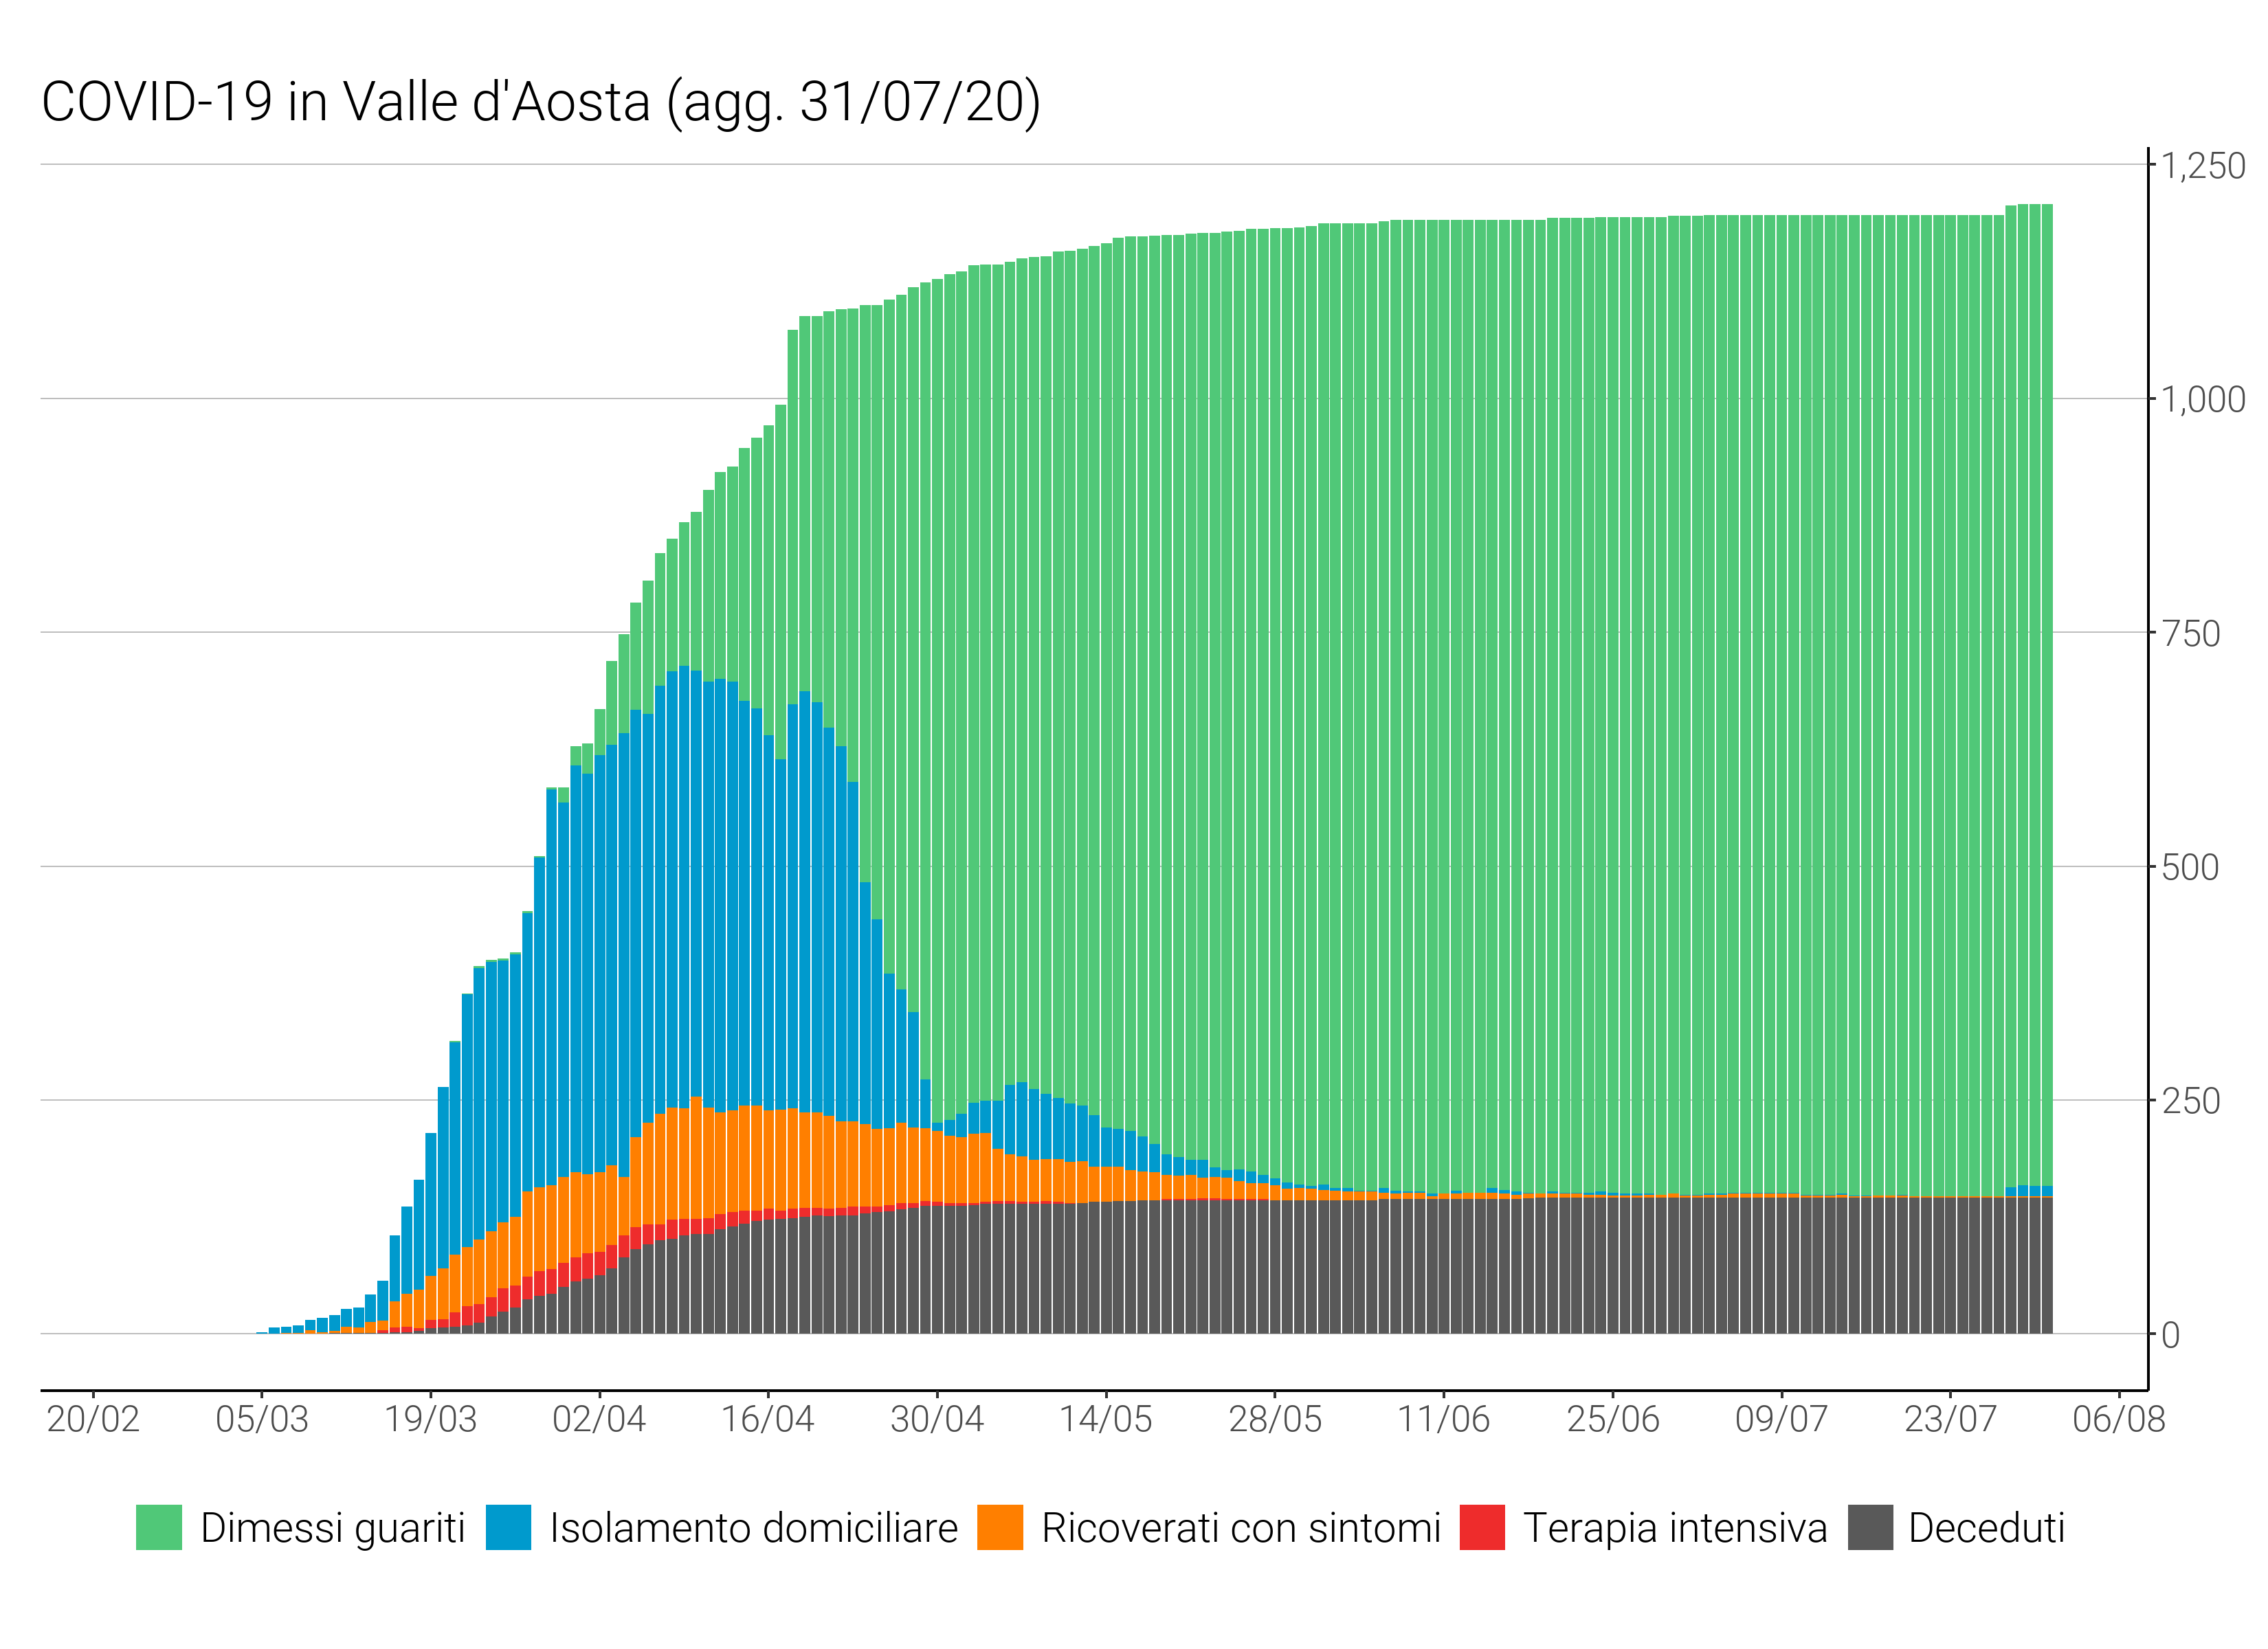 COVID-19 in Valle d'Aosta (agg. 31/07/20)
1,250
1,000
750
500
250
0
20/02 05/03 19/03 02/04 16/04 30/04 14/05 28/05 11/06 25/06 09/07 23/07 06/08
Dimessi guariti Isolamento domiciliare Ricoverati con sintomi Terapia intensiva Deceduti